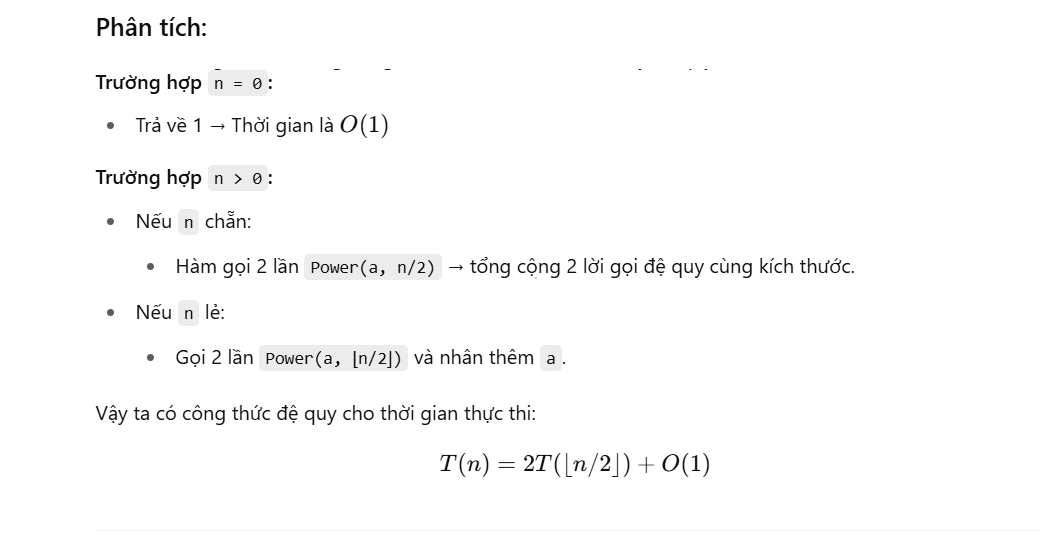 Phân tích:
Trường hợp n = 0:
Trả về 1 → Thời gian là O(1)
Trường hợp n > 0:
Nếu n chẵn:
Hàm gọi 2 lần Power(a, n/2) → tổng cộng 2 lời gọi đệ quy cùng kích thước.
Nếu n lẻ:
Gọi 2 lần Power(a, ⌊n/2⌋) và nhân thêm a.
Vậy ta có công thức đệ quy cho thời gian thực thi:
T(n) = 2T(⌊n/2⌋) + O(1)